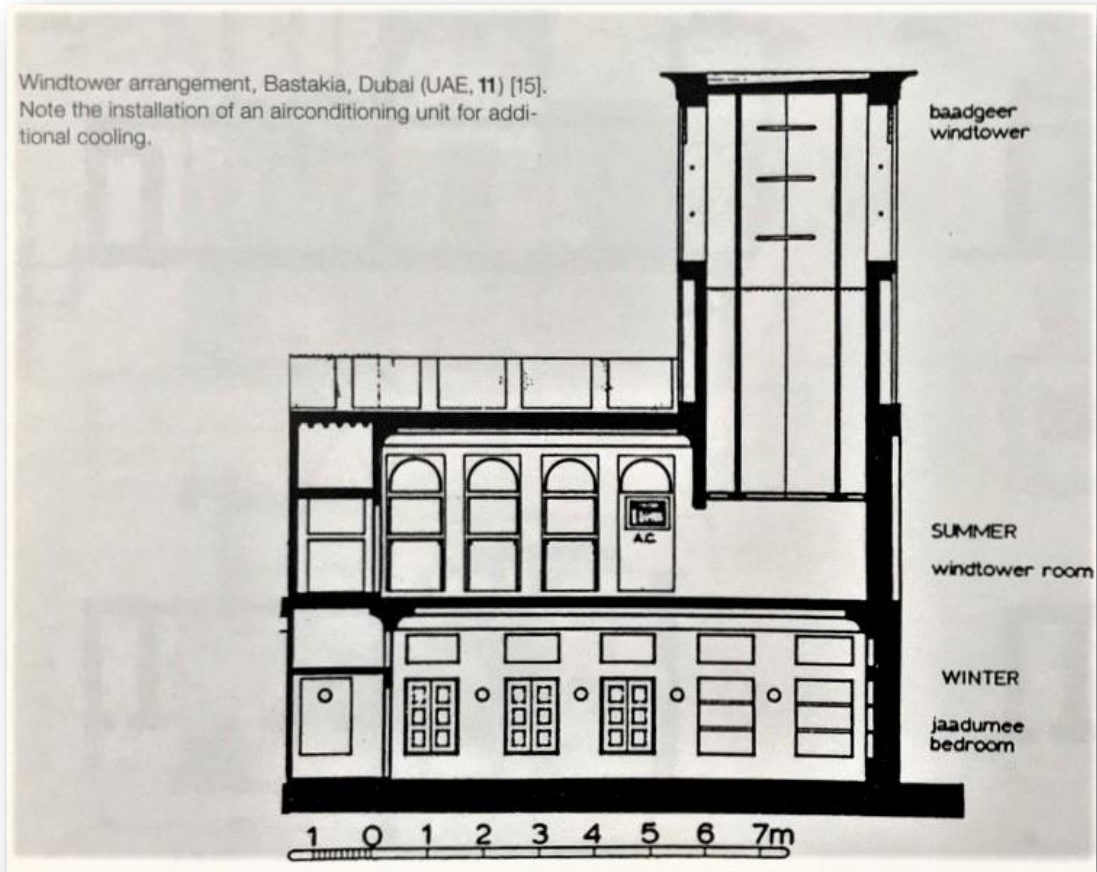 Windtower arrangement, Bastakia, Dubai (UAE, 11) [15].
Note the installation of an airconditioning unit for addi-
tional cooling.
baadgeer
windtower
A.C.
SUMMER
windtower room
WINTER
jaadumee
bedroom
1 0 1 2 3 4 5 6 7m